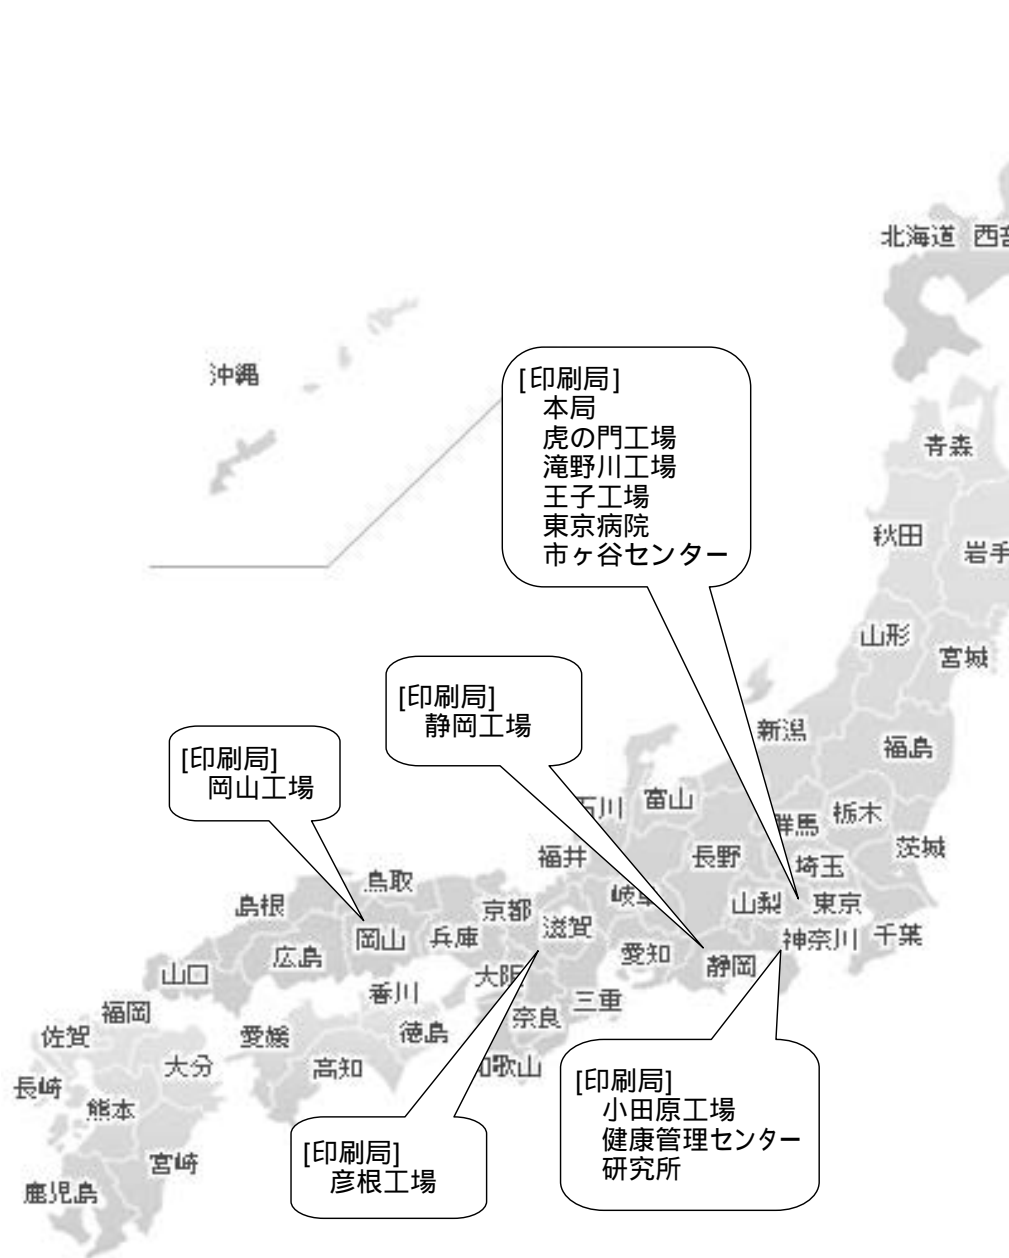 北海道 西
沖縄
[印刷局]
本局
虎の門工場
滝野川工場
王子工場
東京病院
市ヶ谷センター
青森
秋田
岩手
山形
宮城
[印刷局]
静岡工場
新潟
福島
[印刷局]
岡山工場
石川
富山
群馬
栃木
茨城
福井
長野
埼玉
鳥取
岐阜
山梨
東京
島根
京都
滋賀
岡山
兵庫
神奈川
千葉
広島
愛知
静岡
山口
大阪
香川
三重
福岡
奈良
佐賀
愛媛
徳島
大分
高知
和歌山
長崎
熊本
[印刷局]
小田原工場
健康管理センター
研究所
宮崎
[印刷局]
彦根工場
鹿児島